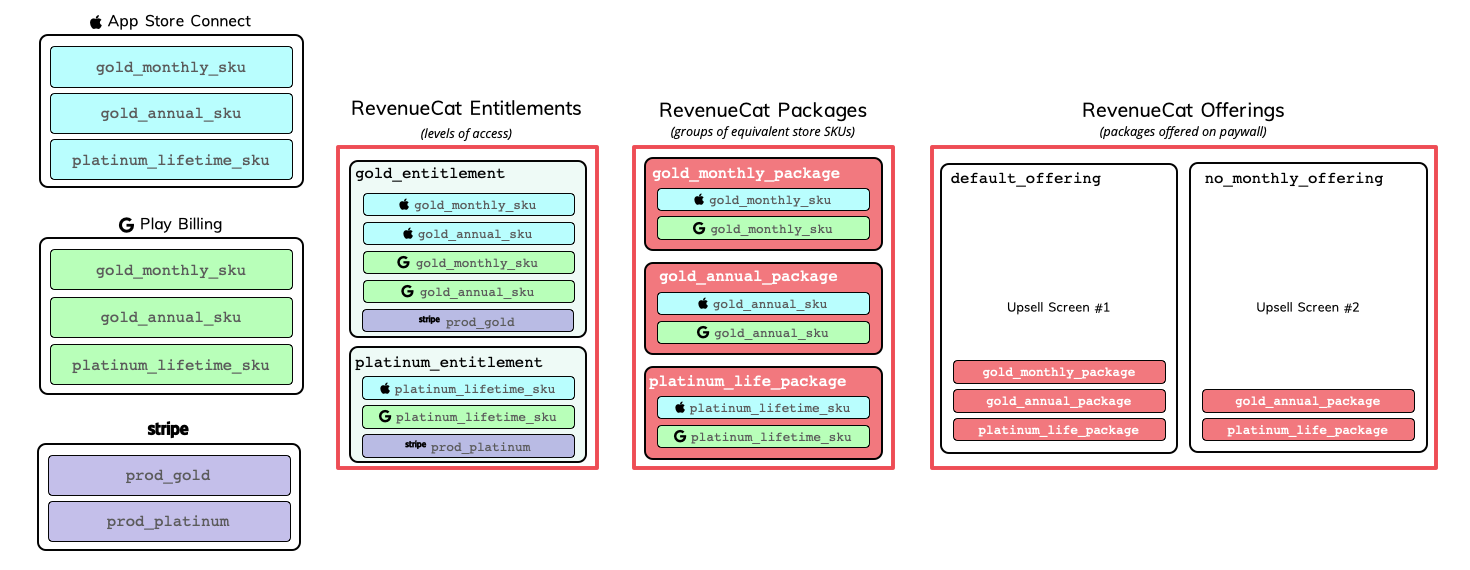 App Store Connect
gold_monthly_sku
gold_annual_sku
platinum_lifetime_sku
Play Billing
gold_monthly_sku
gold_annual_sku
platinum_lifetime_sku
stripe
prod_gold
prod_platinum
RevenueCat Entitlements
(levels of access)
gold_entitlement
gold_monthly_sku
gold_annual_sku
G gold_monthly_sku
G gold_annual_sku
stripe prod_gold
platinum_entitlement
platinum_lifetime_sku
G platinum_lifetime_sku
stripe prod_platinum
RevenueCat Packages
(groups of equivalent store SKUs)
gold_monthly_package
gold_monthly_sku
G gold_monthly_sku
gold_annual_package
gold_annual_sku
G gold_annual_sku
platinum_life_package
platinum_lifetime_sku
G platinum_lifetime_sku
RevenueCat Offerings
(packages offered on paywall)
default_offering
Upsell Screen #1
gold_monthly_package
gold_annual_package
platinum_life_package
no_monthly_offering
Upsell Screen #2
gold_annual_package
platinum_life_package